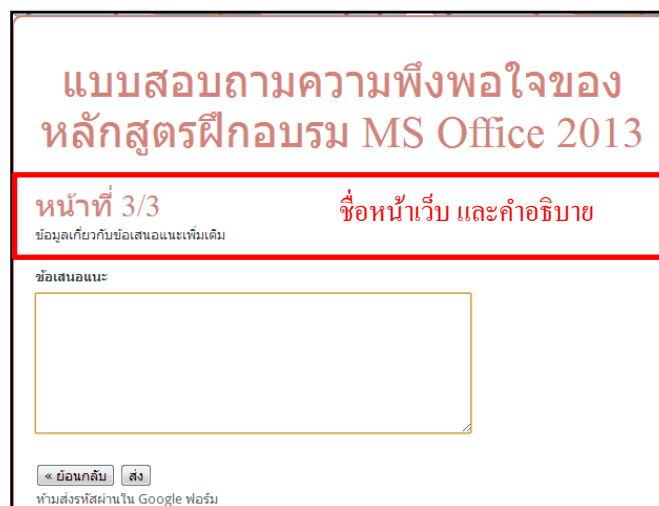 แบบสอบถามความพึงพอใจของ
หลักสูตรฝึกอบรม MS Office 2013
หน้าที่ 3/3
ชื่อหน้าเว็บ และคำอธิบาย
ข้อมูลเกี่ยวกับข้อเสนอแนะเพิ่มเติม
ข้อเสนอแนะ
« ย้อนกลับ ส่ง
ห้ามส่งรหัสผ่านใน Google ฟอร์ม